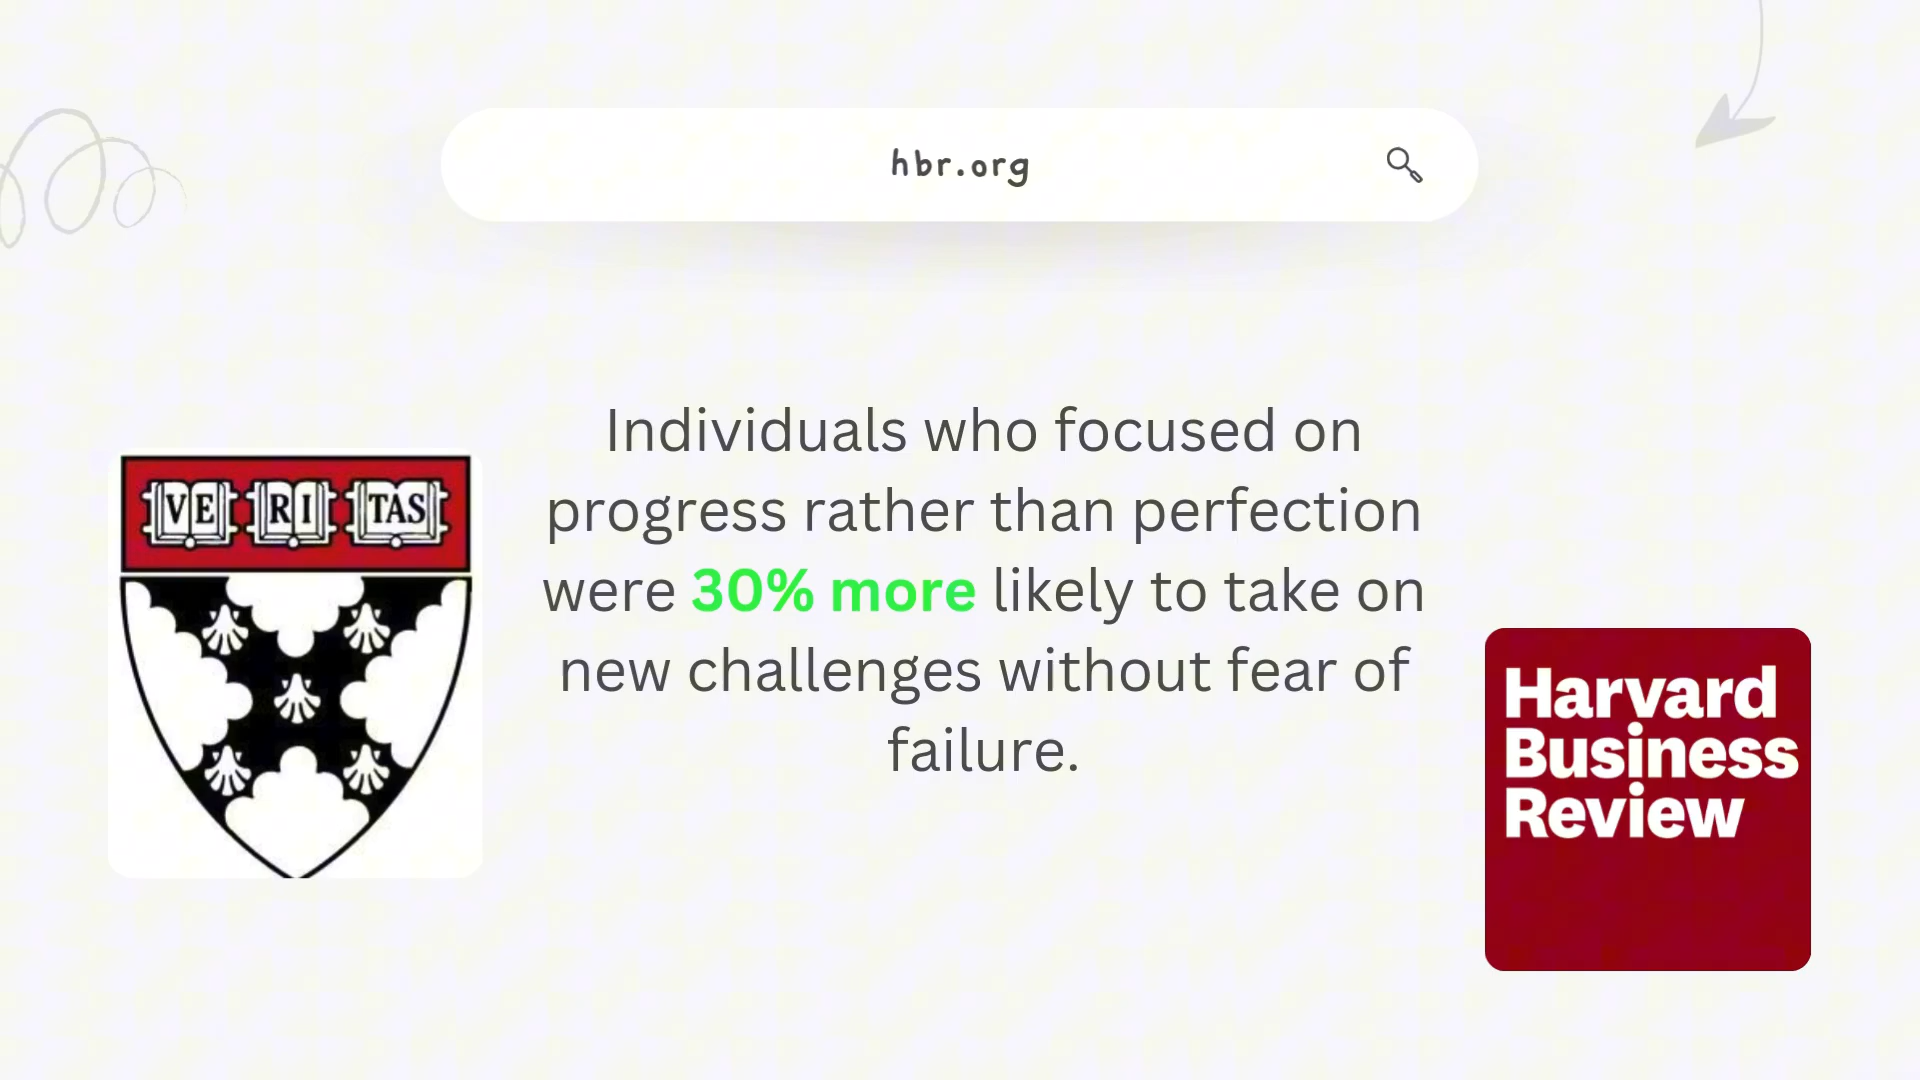 hbr.org
Individuals who focused on
progress rather than perfection
were 30% more likely to take on
new challenges without fear of
failure.
VE RI TAS
Harvard
Business
Review